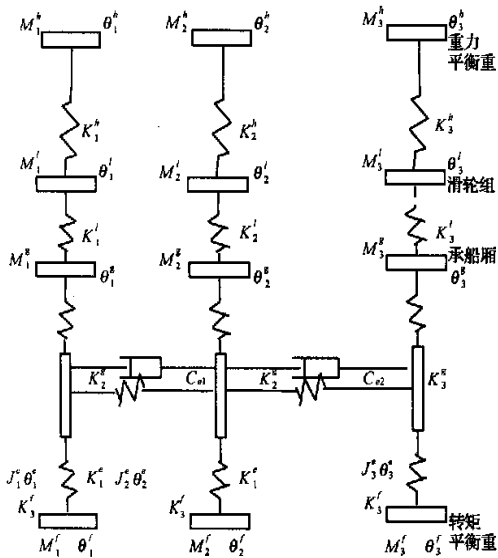 M₁ʰ θ₁ʰ M₂ʰ θ₂ʰ M₃ʰ θ₃ʰ
重力
平衡重
K₁ʰ K₂ʰ K₃ʰ
M₁ˡ θ₁ˡ M₂ˡ θ₂ˡ M₃ˡ θ₃ˡ
滑轮组
K₁ˡ K₂ˡ K₃ˡ
M₁ᵍ θ₁ᵍ M₂ᵍ θ₂ᵍ M₃ᵍ θ₃ᵍ
承船厢
K₂ᵍ Cₑ₁ K₂ᵍ Cₑ₂ K₃ᵍ
J₁ᵉθ₁ᵉ K₁ᵉ J₂ᵉθ₂ᵉ K₁ᵉ J₃ᵉθ₃ᵉ
K₃ᶠ K₃ᶠ K₃ᶠ
转矩
平衡重
M₁ᶠ θ₁ᶠ M₂ᶠ θ₂ᶠ M₃ᶠ θ₃ᶠ